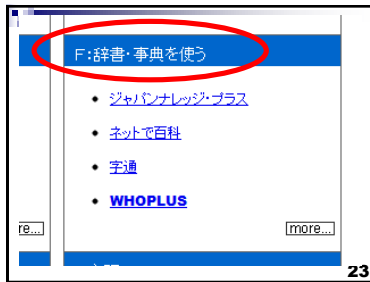 F:辞書・事典を使う
• ジャパンナレッジ・プラス
• ネットで百科
• 字通
• WHOPLUS
re...]
[more...]
23